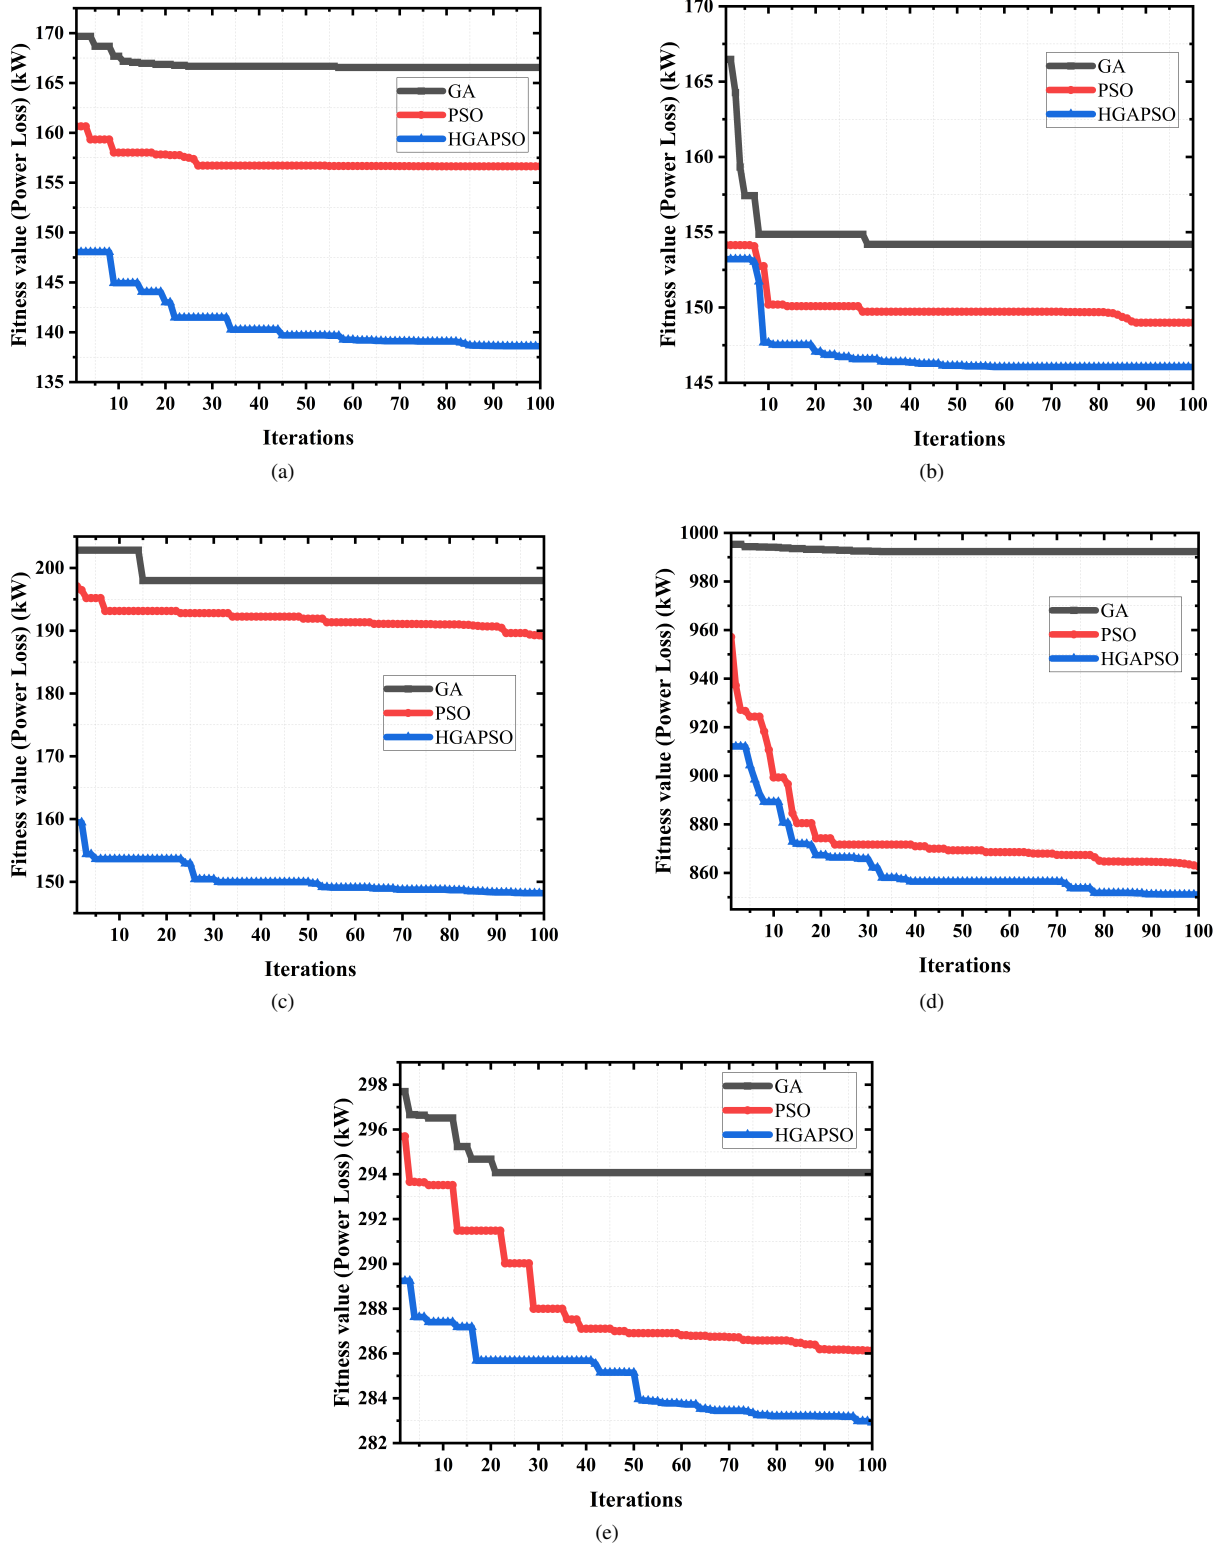 170
165
160
155
150
145
140
135
Fitness value (Power Loss) (kW)
GA
PSO
HGAPSO
10 20 30 40 50 60 70 80 90 100
Iterations
(a)
170
165
160
155
150
145
Fitness value (Power Loss) (kW)
GA
PSO
HGAPSO
10 20 30 40 50 60 70 80 90 100
Iterations
(b)
200
190
180
170
160
150
Fitness value (Power Loss) (kW)
GA
PSO
HGAPSO
10 20 30 40 50 60 70 80 90 100
Iterations
(c)
1000
980
960
940
920
900
880
860
Fitness value (Power Loss) (kW)
GA
PSO
HGAPSO
10 20 30 40 50 60 70 80 90 100
Iterations
(d)
298
296
294
292
290
288
286
284
282
Fitness value (Power Loss) (kW)
GA
PSO
HGAPSO
10 20 30 40 50 60 70 80 90 100
Iterations
(e)